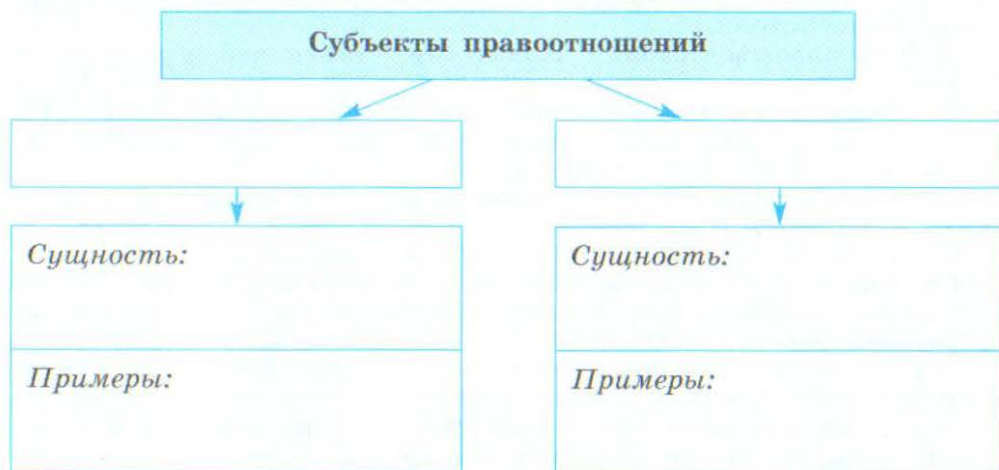 Субъекты правоотношений
Сущность:
Сущность:
Примеры:
Примеры: